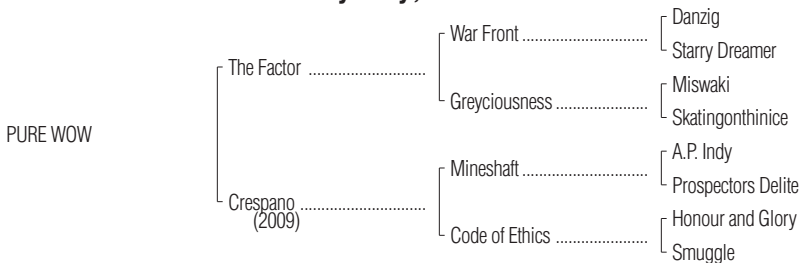 Danzig
War Front ..........................
Starry Dreamer
The Factor ........................
Miswaki
Greyciousness ...................
Skatingonthinice
PURE WOW
A.P. Indy
Mineshaft ..........................
Prospectors Delite
Crespano ..........................
(2009)
Honour and Glory
Code of Ethics ...................
Smuggle